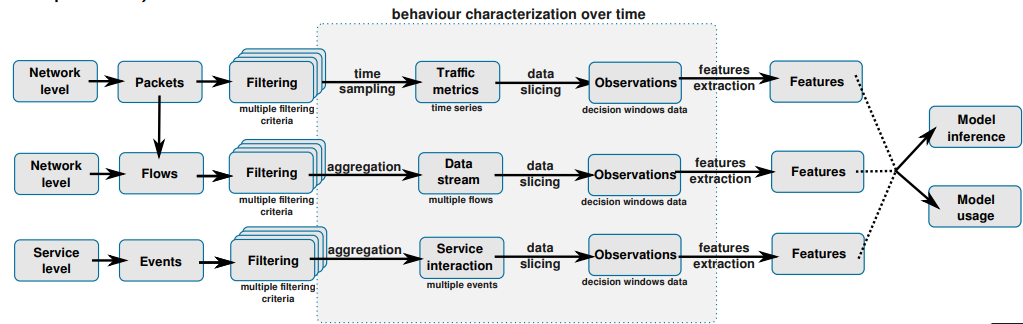 behaviour characterization over time
Network
level
Packets
Filtering
multiple filtering
criteria
time
sampling
Traffic
metrics
time series
data
slicing
Observations
decision windows data
features
extraction
Features
Network
level
Flows
Filtering
multiple filtering
criteria
aggregation
Data
stream
multiple flows
data
slicing
Observations
decision windows data
features
extraction
Features
Service
level
Events
Filtering
multiple filtering
criteria
aggregation
Service
interaction
multiple events
data
slicing
Observations
decision windows data
features
extraction
Features
Model
inference
Model
usage